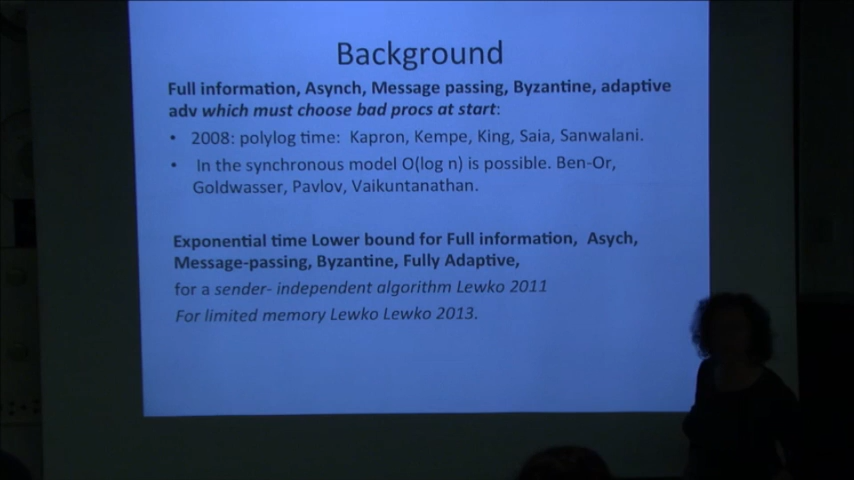 Background
Full information, Asynch, Message passing, Byzantine, adaptive
adv which must choose bad procs at start:
• 2008: polylog time: Kapron, Kempe, King, Saia, Sanwalani.
• In the synchronous model O(log n) is possible. Ben-Or,
Goldwasser, Pavlov, Vaikuntanathan.
Exponential time Lower bound for Full information, Asych,
Message-passing, Byzantine, Fully Adaptive,
for a sender- independent algorithm Lewko 2011
For limited memory Lewko Lewko 2013.